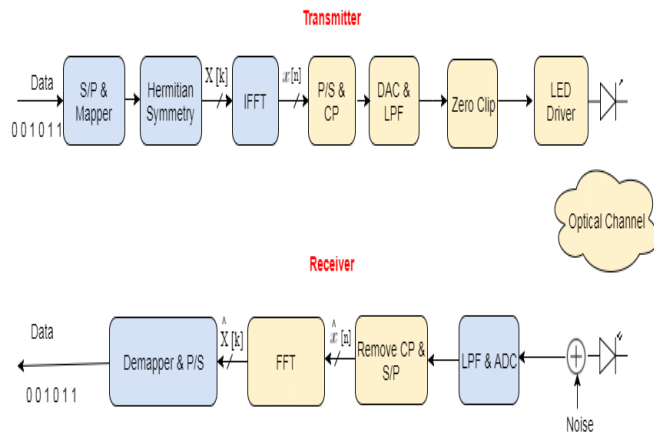 Transmitter
Data
0 0 1 0 1 1
S/P &
Mapper
Hermitian
Symmetry
X [k]
IFFT
x [n]
P/S &
CP
DAC &
LPF
Zero Clip
LED
Driver
Optical Channel
Receiver
Data
0 0 1 0 1 1
Demapper & P/S
^
X [k]
FFT
^
x [n]
Remove CP &
S/P
LPF & ADC
+
Noise